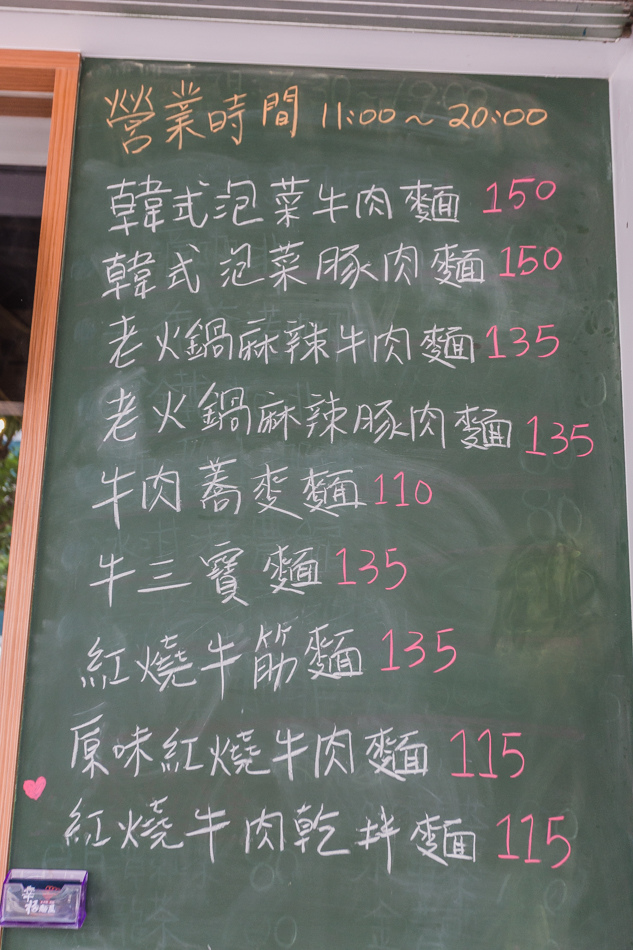 營業時間 11:00~20:00
韓式泡菜牛肉麵 150
韓式泡菜豚肉麵 150
老火鍋麻辣牛肉麵 135
老火鍋麻辣豚肉麵 135
牛肉蕎麥麵 110
牛三寶麵 135
紅燒牛筋麵 135
原味紅燒牛肉麵 115
紅燒牛肉乾拌麵 115